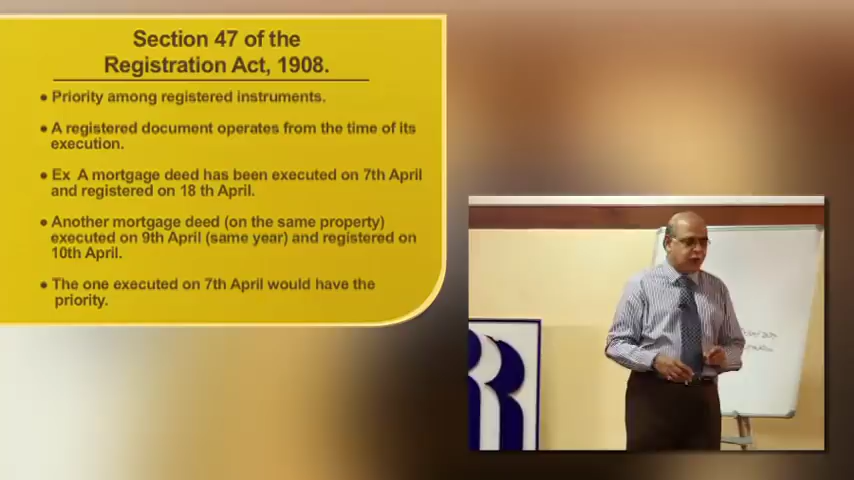 Section 47 of the
Registration Act, 1908.
● Priority among registered instruments.
● A registered document operates from the time of its
execution.
● Ex A mortgage deed has been executed on 7th April
and registered on 18 th April.
● Another mortgage deed (on the same property)
executed on 9th April (same year) and registered on
10th April.
● The one executed on 7th April would have the
priority.